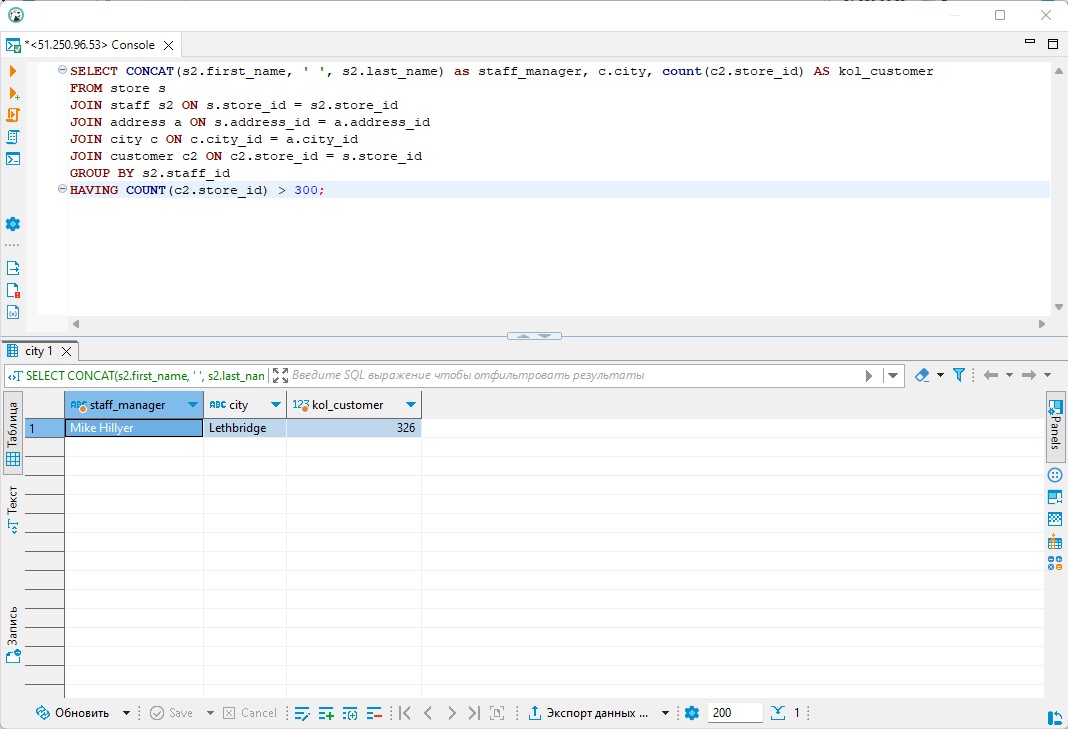 *<51.250.96.53> Console
SELECT CONCAT(s2.first_name, ' ', s2.last_name) as staff_manager, c.city, count(c2.store_id) AS kol_customer
FROM store s
JOIN staff s2 ON s.store_id = s2.store_id
JOIN address a ON s.address_id = a.address_id
JOIN city c ON c.city_id = a.city_id
JOIN customer c2 ON c2.store_id = s.store_id
GROUP BY s2.staff_id
HAVING COUNT(c2.store_id) > 300;
city 1
SELECT CONCAT(s2.first_name, ' ', s2.last_nan
Введите SQL выражение чтобы отфильтровать результаты
ABC staff_manager ABC city 123 kol_customer
1 Mike Hillyer Lethbridge 326
Таблица
Текст
Запись
Panels
Обновить Save Cancel Экспорт данных ... 200 1